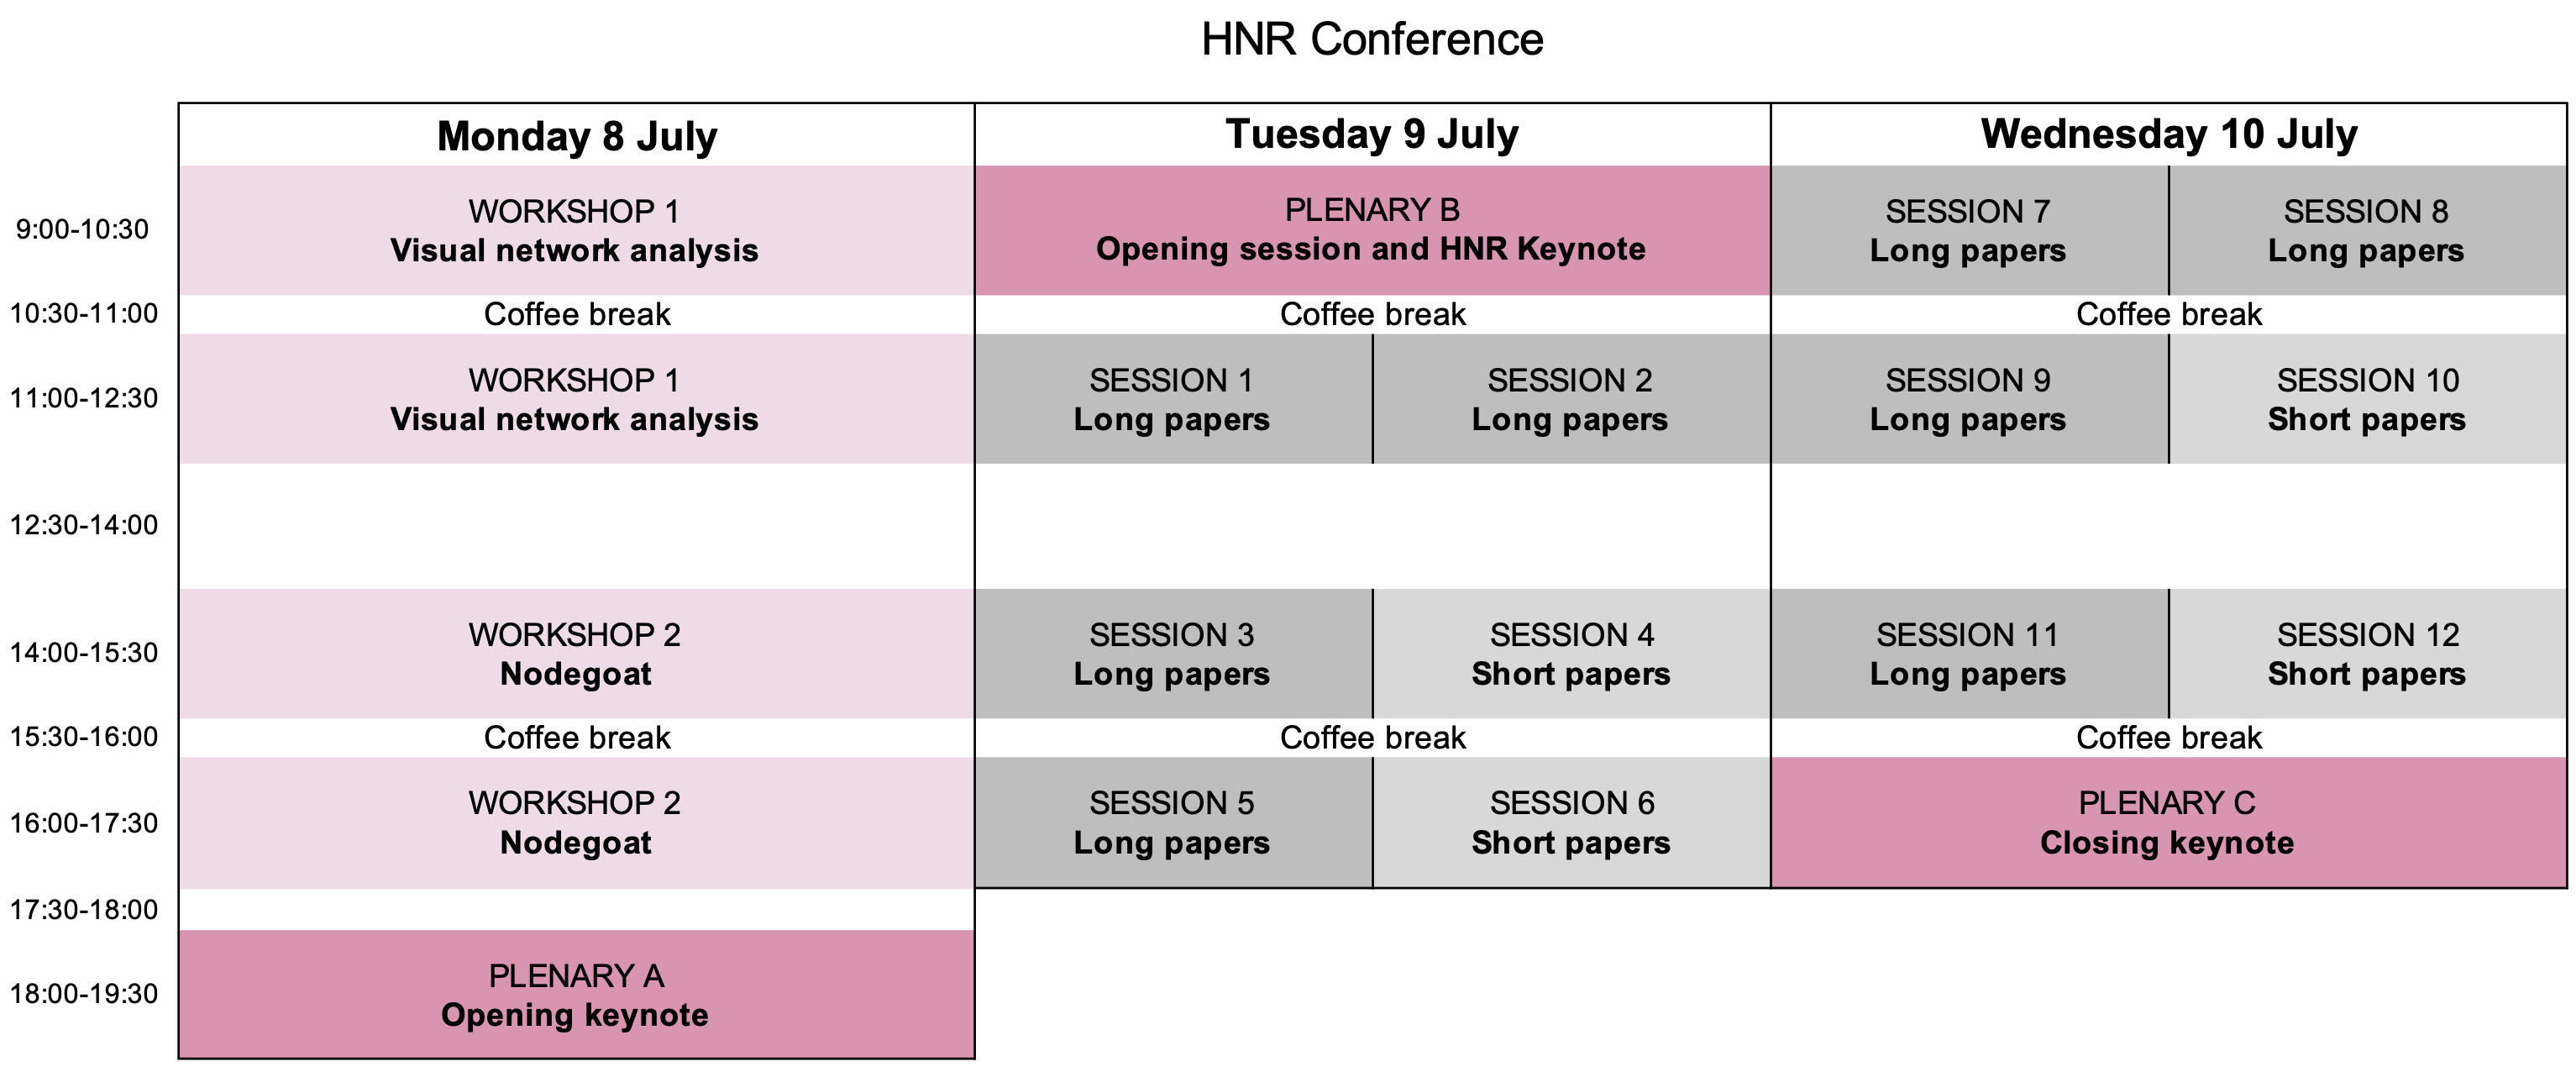 HNR Conference
Monday 8 July Tuesday 9 July Wednesday 10 July
9:00-10:30
WORKSHOP 1
Visual network analysis
PLENARY B
Opening session and HNR Keynote
SESSION 7
Long papers
SESSION 8
Long papers
10:30-11:00 Coffee break Coffee break Coffee break
11:00-12:30
WORKSHOP 1
Visual network analysis
SESSION 1
Long papers
SESSION 2
Long papers
SESSION 9
Long papers
SESSION 10
Short papers
12:30-14:00
14:00-15:30
WORKSHOP 2
Nodegoat
SESSION 3
Long papers
SESSION 4
Short papers
SESSION 11
Long papers
SESSION 12
Short papers
15:30-16:00 Coffee break Coffee break Coffee break
16:00-17:30
WORKSHOP 2
Nodegoat
SESSION 5
Long papers
SESSION 6
Short papers
PLENARY C
Closing keynote
17:30-18:00
18:00-19:30
PLENARY A
Opening keynote